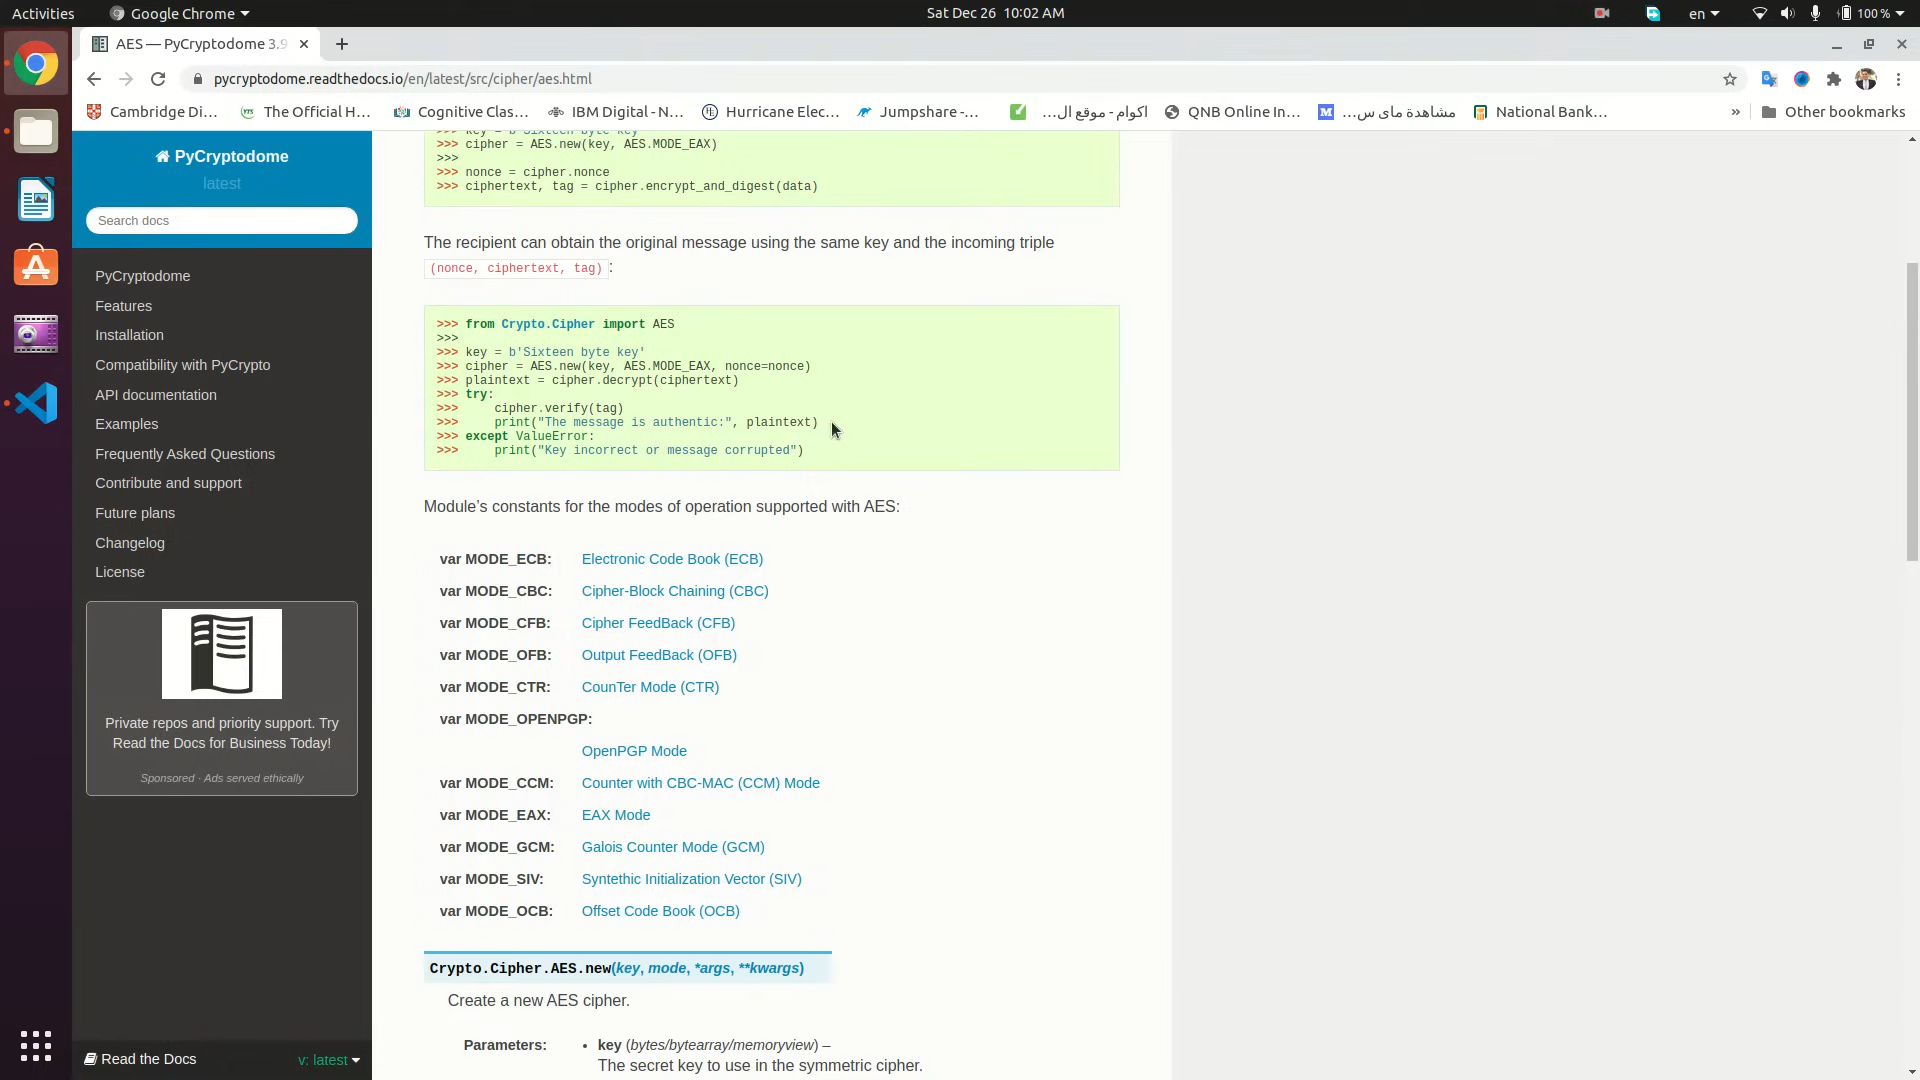 Activities
Google Chrome
Sat Dec 26 10:02 AM
en
100 %
AES — PyCryptodome 3.9
pycryptodome.readthedocs.io/en/latest/src/cipher/aes.html
Cambridge Di...
The Official H...
Cognitive Clas...
IBM Digital - N...
Hurricane Elec...
Jumpshare -...
اكوام - موقع ال...
QNB Online In...
مشاهدة ماى س...
National Bank...
»
Other bookmarks
PyCryptodome
latest
Search docs
PyCryptodome
Features
Installation
Compatibility with PyCrypto
API documentation
Examples
Frequently Asked Questions
Contribute and support
Future plans
Changelog
License
Private repos and priority support. Try
Read the Docs for Business Today!
Sponsored · Ads served ethically
Read the Docs
v: latest
>>> key = b'Sixteen byte key'
>>> cipher = AES.new(key, AES.MODE_EAX)
>>>
>>> nonce = cipher.nonce
>>> ciphertext, tag = cipher.encrypt_and_digest(data)
The recipient can obtain the original message using the same key and the incoming triple
(nonce, ciphertext, tag) :
>>> from Crypto.Cipher import AES
>>>
>>> key = b'Sixteen byte key'
>>> cipher = AES.new(key, AES.MODE_EAX, nonce=nonce)
>>> plaintext = cipher.decrypt(ciphertext)
>>> try:
>>>     cipher.verify(tag)
>>>     print("The message is authentic:", plaintext)
>>> except ValueError:
>>>     print("Key incorrect or message corrupted")
Module's constants for the modes of operation supported with AES:
var MODE_ECB: Electronic Code Book (ECB)
var MODE_CBC: Cipher-Block Chaining (CBC)
var MODE_CFB: Cipher FeedBack (CFB)
var MODE_OFB: Output FeedBack (OFB)
var MODE_CTR: CounTer Mode (CTR)
var MODE_OPENPGP:
OpenPGP Mode
var MODE_CCM: Counter with CBC-MAC (CCM) Mode
var MODE_EAX: EAX Mode
var MODE_GCM: Galois Counter Mode (GCM)
var MODE_SIV: Syntethic Initialization Vector (SIV)
var MODE_OCB: Offset Code Book (OCB)
Crypto.Cipher.AES.new(key, mode, *args, **kwargs)
Create a new AES cipher.
Parameters: • key (bytes/bytearray/memoryview) –
The secret key to use in the symmetric cipher.